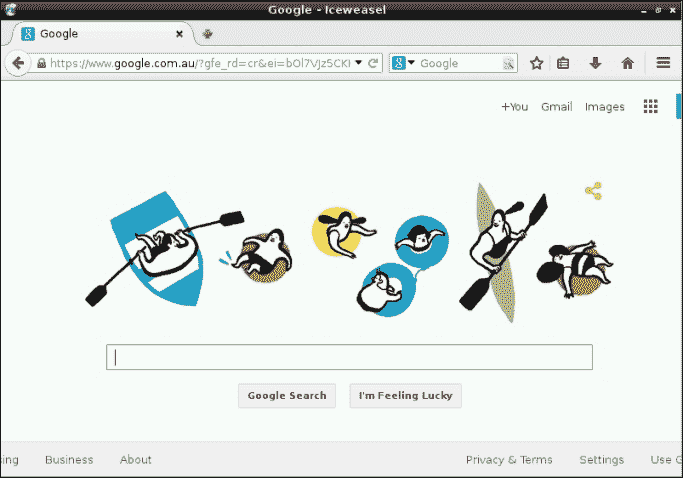 Google - Iceweasel
Google
https://www.google.com.au/?gfe_rd=cr&ei=bOl7VJz5CKI
Google
+You Gmail Images
Google Search I'm Feeling Lucky
Business About Privacy & Terms Settings Use